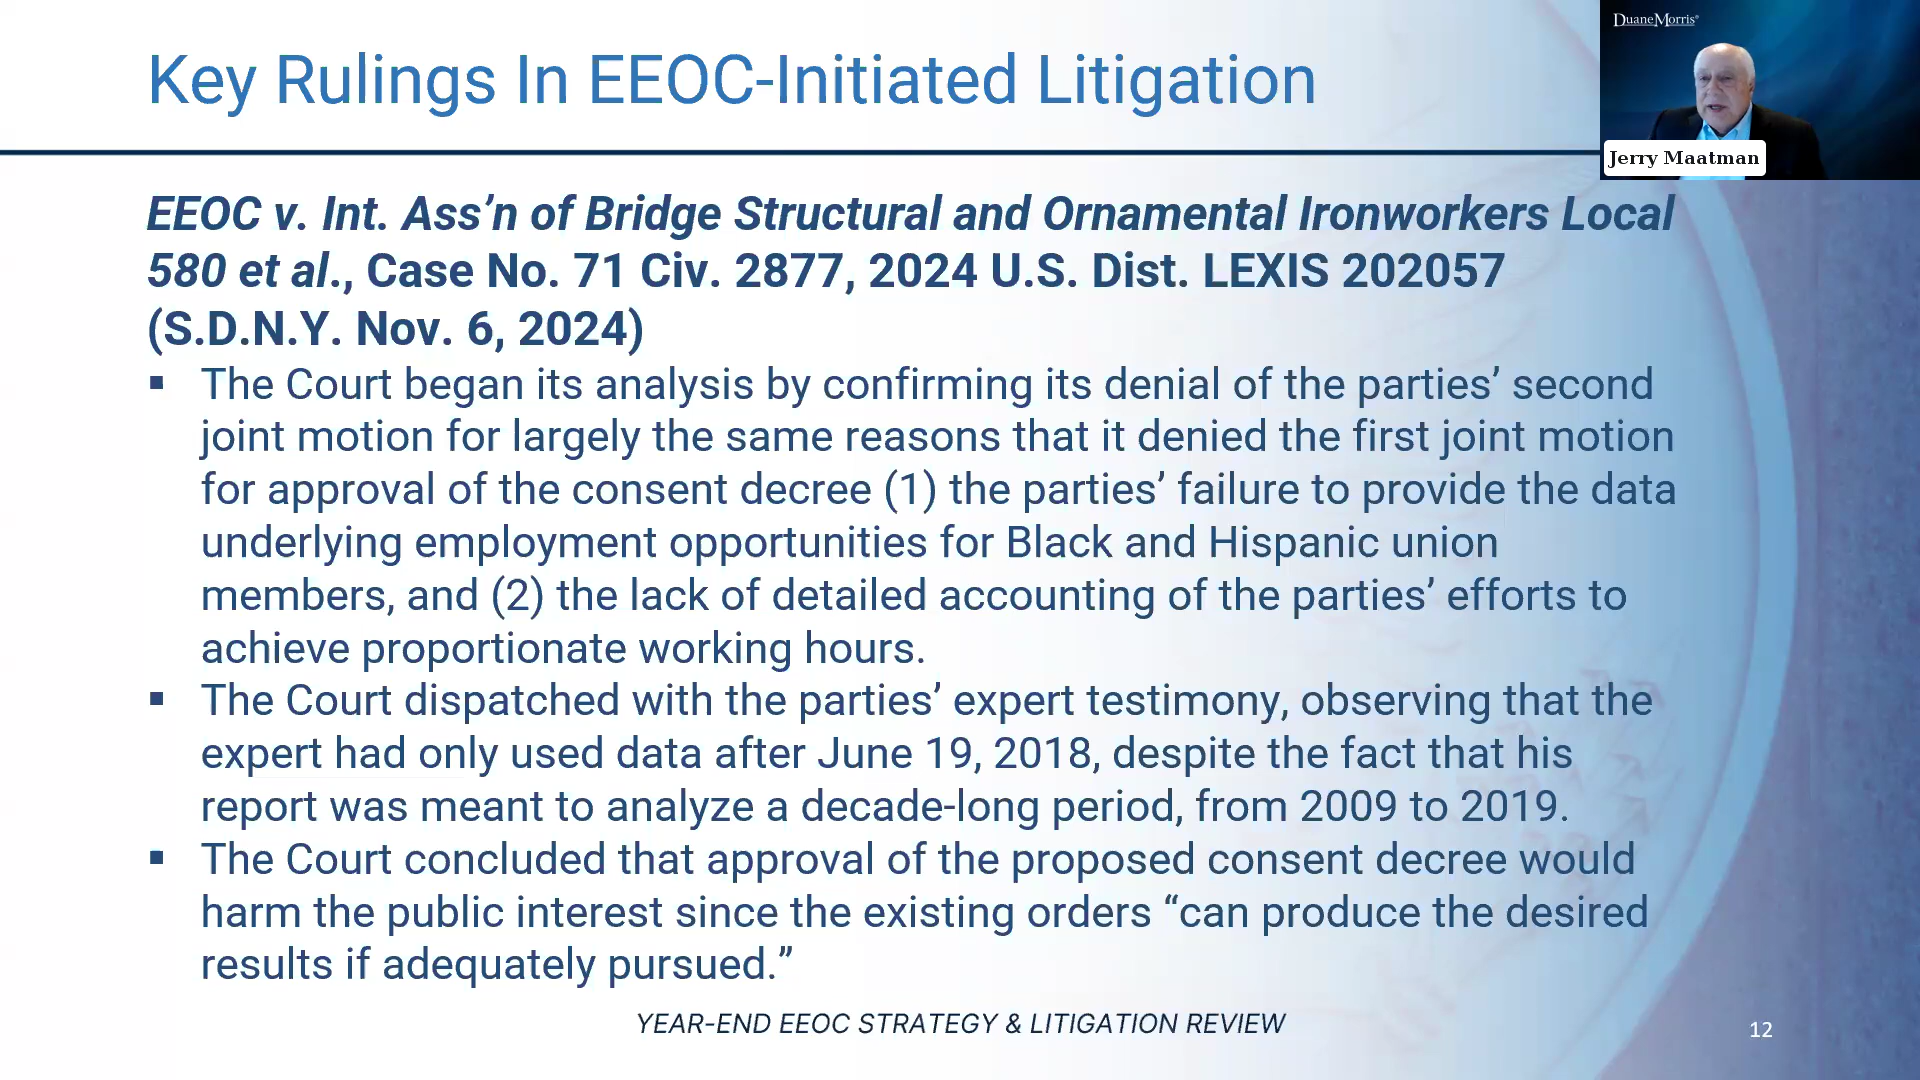 Key Rulings In EEOC-Initiated Litigation
DuaneMorris®
Jerry Maatman
EEOC v. Int. Ass’n of Bridge Structural and Ornamental Ironworkers Local
580 et al., Case No. 71 Civ. 2877, 2024 U.S. Dist. LEXIS 202057
(S.D.N.Y. Nov. 6, 2024)
▪ The Court began its analysis by confirming its denial of the parties’ second
joint motion for largely the same reasons that it denied the first joint motion
for approval of the consent decree (1) the parties’ failure to provide the data
underlying employment opportunities for Black and Hispanic union
members, and (2) the lack of detailed accounting of the parties’ efforts to
achieve proportionate working hours.
▪ The Court dispatched with the parties’ expert testimony, observing that the
expert had only used data after June 19, 2018, despite the fact that his
report was meant to analyze a decade-long period, from 2009 to 2019.
▪ The Court concluded that approval of the proposed consent decree would
harm the public interest since the existing orders “can produce the desired
results if adequately pursued.”
YEAR-END EEOC STRATEGY & LITIGATION REVIEW
12